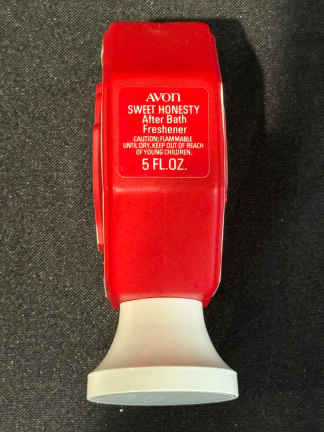 AVON
SWEET HONESTY
After Bath
Freshener
CAUTION: FLAMMABLE
UNTIL DRY. KEEP OUT OF REACH
OF YOUNG CHILDREN.
5 FL. OZ.